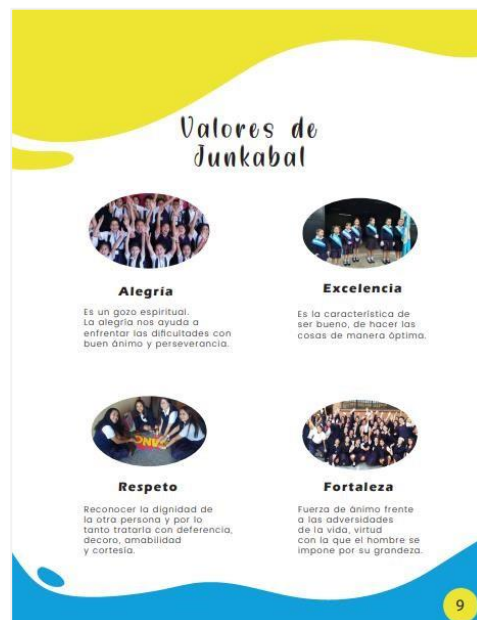 Valores de
Junkabal
Alegría
Es un gozo espiritual.
La alegría nos ayuda a
enfrentar las dificultades con
buen ánimo y perseverancia.
Excelencia
Es la característica de
ser bueno, de hacer las
cosas de manera óptima.
Respeto
Reconocer la dignidad de
la otra persona y por lo
tanto tratarla con deferencia,
decoro, amabilidad
y cortesía.
Fortaleza
Fuerza de ánimo frente
a las adversidades
de la vida, virtud
con la que el hombre se
impone por su grandeza.
9